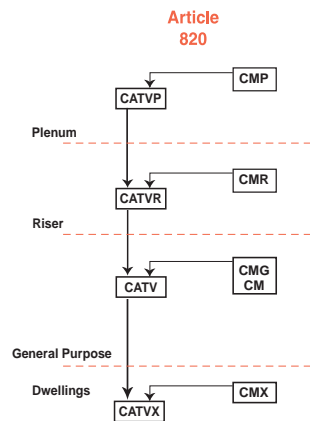 Article
820
CMP
CATVP
Plenum
CMR
CATVR
Riser
CMG
CM
CATV
General Purpose
Dwellings
CMX
CATVX